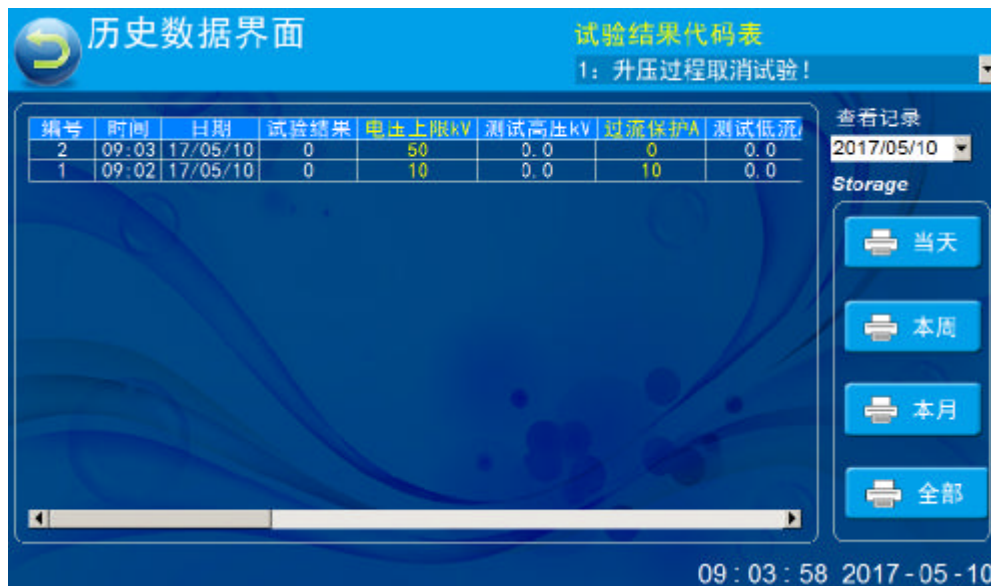 历史数据界面
试验结果代码表
1: 升压过程取消试验!
编号 时间 日期 试验结果 电压上限kV 测试高压kV 过流保护A 测试低流
2 09:03 17/05/10 0 50 0.0 0 0.0
1 09:02 17/05/10 0 10 0.0 10 0.0
查看记录
2017/05/10
Storage
当天
本周
本月
全部
09:03:58 2017-05-10